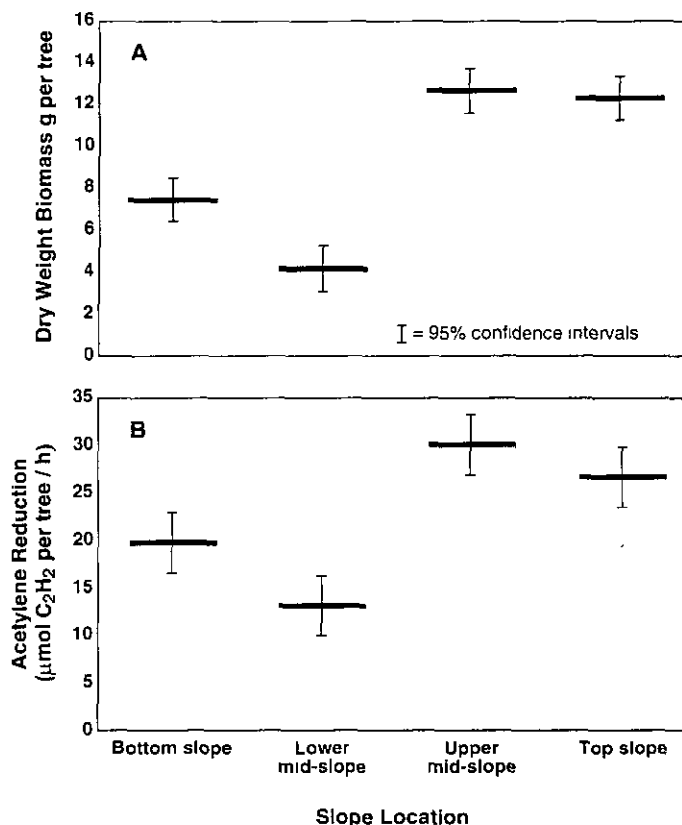 A
Dry Weight Biomass g per tree
16
14
12
10
8
6
4
2
0
I = 95% confidence intervals
B
Acetylene Reduction
(µmol C₂H₂ per tree / h)
35
30
25
20
15
10
5
0
Bottom slope
Lower
mid-slope
Upper
mid-slope
Top slope
Slope Location